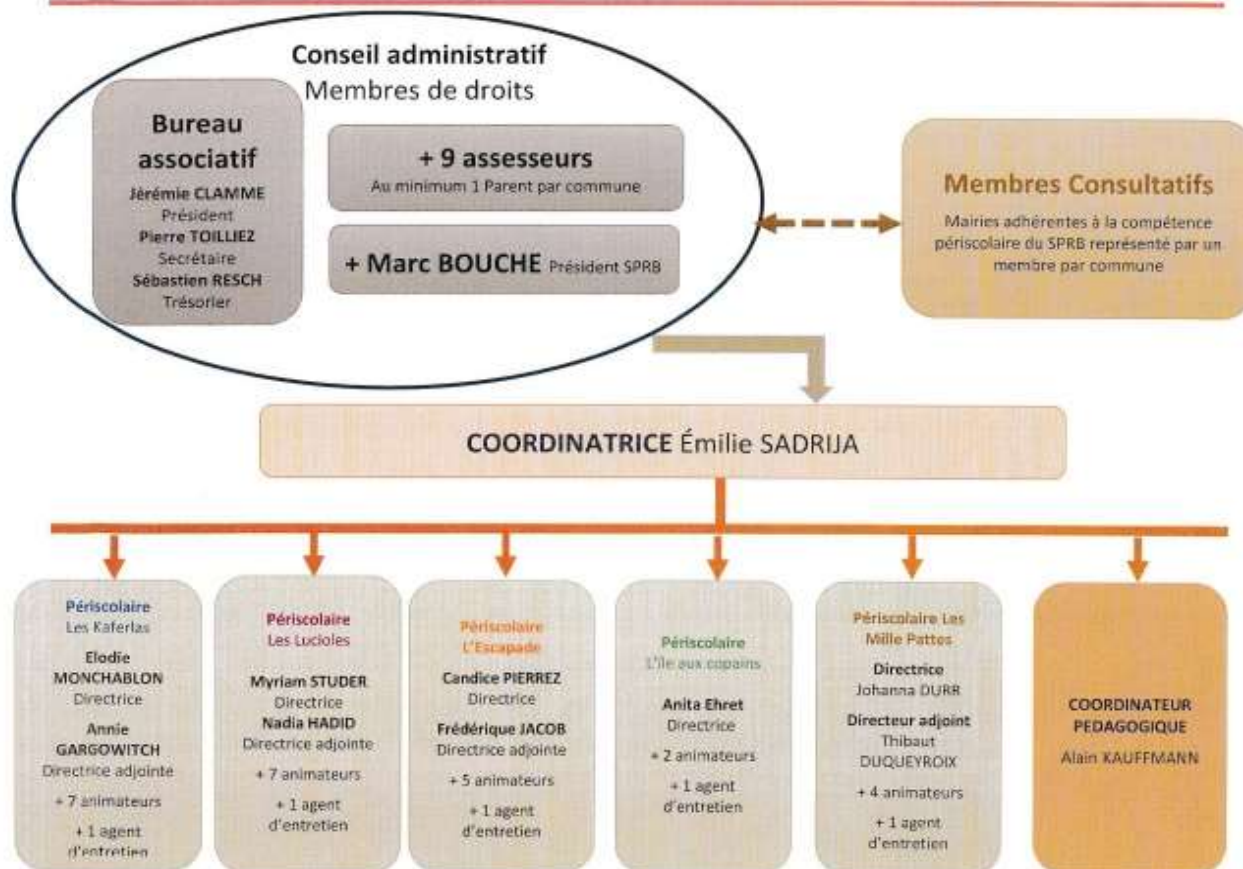 Conseil administratif
Membres de droits
Bureau
associatif
Jérémie CLAMME
Président
Pierre TOILLIEZ
Secrétaire
Sébastien RESCH
Trésorier
+ 9 assesseurs
Au minimum 1 Parent par commune
+ Marc BOUCHE Président SPRB
Membres Consultatifs
Mairies adhérentes à la compétence
périscolaire du SPRB représenté par un
membre par commune
COORDINATRICE Émilie SADRIJA
Périscolaire
Les Kaferlas
Elodie
MONCHABLON
Directrice
Annie
GARGOWITCH
Directrice adjointe
+ 7 animateurs
+ 1 agent
d'entretien
Périscolaire
Les Lucioles
Myriam STUDER
Directrice
Nadia HADID
Directrice adjointe
+ 7 animateurs
+ 1 agent
d'entretien
Périscolaire
L'Escapade
Candice PIERREZ
Directrice
Frédérique JACOB
Directrice adjointe
+ 5 animateurs
+ 1 agent
d'entretien
Périscolaire
L'île aux copains
Anita Ehret
Directrice
+ 2 animateurs
+ 1 agent
d'entretien
Périscolaire Les
Mille Pattes
Directrice
Johanna DURR
Directeur adjoint
Thibaut
DUQUEYROIX
+ 4 animateurs
+ 1 agent
d'entretien
COORDINATEUR
PEDAGOGIQUE
Alain KAUFFMANN